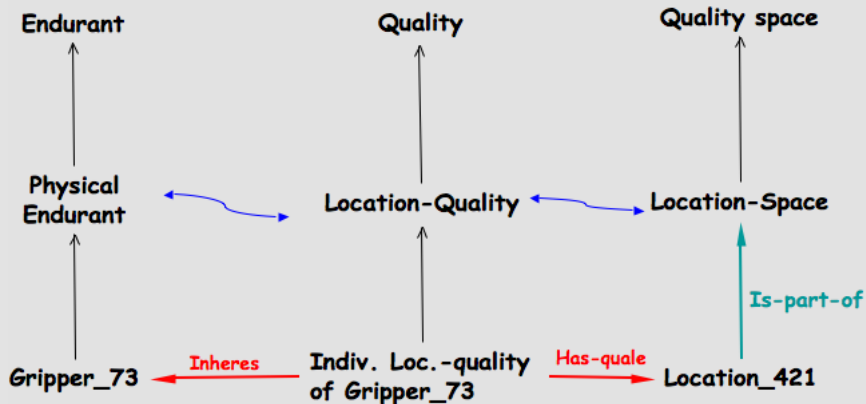 Endurant
Quality
Quality space
Physical
Endurant
Location-Quality
Location-Space
Is-part-of
Gripper_73
Inheres
Indiv. Loc.-quality
of Gripper_73
Has-quale
Location_421